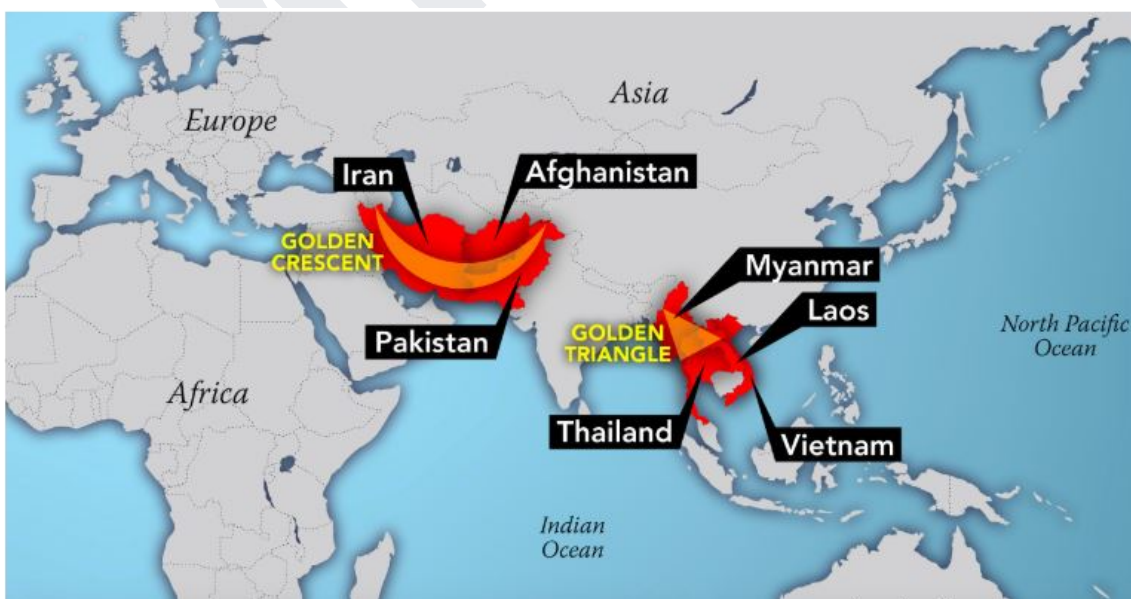 Asia
Europe
Iran
Afghanistan
GOLDEN
CRESCENT
Pakistan
Myanmar
Laos
GOLDEN
TRIANGLE
North Pacific
Ocean
Africa
Thailand
Vietnam
Indian
Ocean